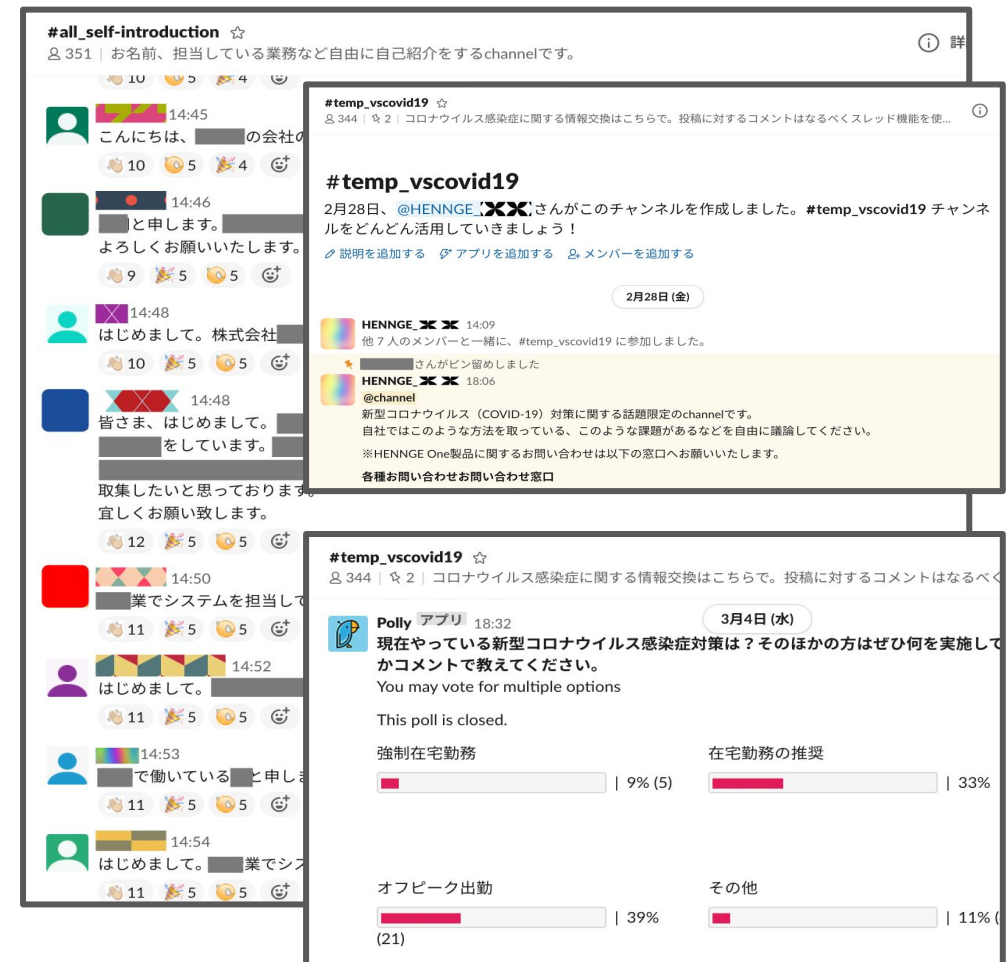 #all_self-introduction
351 | お名前、担当している業務など自由に自己紹介をするchannelです。
詳
10 5 4
14:45
こんにちは、 の会社の
10 5 4
14:46
と申します。
よろしくお願いいたします。
9 5 5
14:48
はじめまして。株式会社
10 5 5
14:48
皆さま、はじめまして。
をしています。
取集したいと思っております。
宜しくお願い致します。
12 5 5
14:50
業でシステムを担当して
11 5 5
14:52
はじめまして。
11 5 5
14:53
で働いている と申しま
11 5 5
14:54
はじめまして。 業でシス
11 5 5
#temp_vscovid19
344 | 2 | コロナウイルス感染症に関する情報交換はこちらで。投稿に対するコメントはなるべくスレッド機能を使...
#temp_vscovid19
2月28日、@HENNGE_ さんがこのチャンネルを作成しました。#temp_vscovid19 チャンネ
ルをどんどん活用していきましょう！
説明を追加する アプリを追加する メンバーを追加する
2月28日 (金)
HENNGE_ 14:09
他 7 人のメンバーと一緒に、#temp_vscovid19 に参加しました。
さんがピン留めしました
HENNGE_ 18:06
@channel
新型コロナウイルス（COVID-19）対策に関する話題限定のchannelです。
自社ではこのような方法を取っている、このような課題があるなどを自由に議論してください。
※HENNGE One製品に関するお問い合わせは以下の窓口へお願いいたします。
各種お問い合わせお問い合わせ窓口
#temp_vscovid19
344 | 2 | コロナウイルス感染症に関する情報交換はこちらで。投稿に対するコメントはなるべく
Polly アプリ 18:32
3月4日 (水)
現在やっている新型コロナウイルス感染症対策は？そのほかの方はぜひ何を実施して
かコメントで教えてください。
You may vote for multiple options
This poll is closed.
強制在宅勤務 在宅勤務の推奨
| 9% (5) | 33%
オフピーク出勤 その他
| 39% | 11% (
(21)